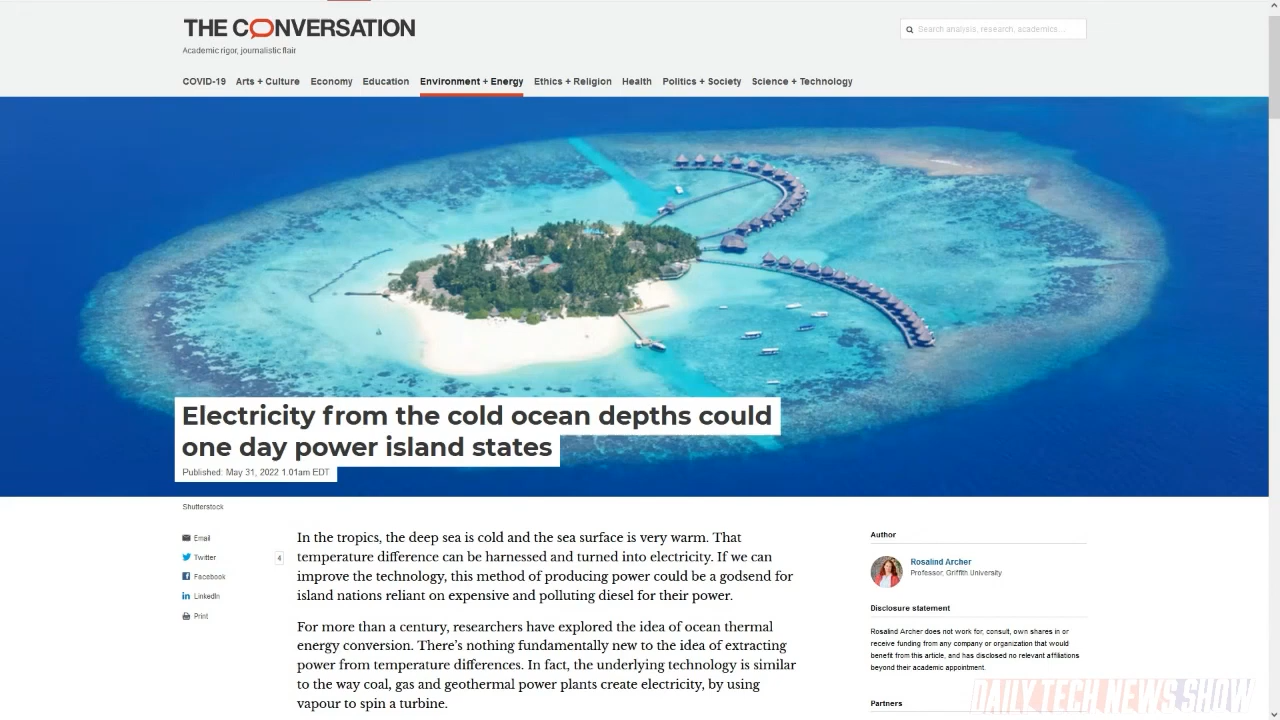 THE CONVERSATION
Academic rigor, journalistic flair
Search analysis, research, academics…
COVID-19 Arts + Culture Economy Education Environment + Energy Ethics + Religion Health Politics + Society Science + Technology
Electricity from the cold ocean depths could
one day power island states
Published: May 31, 2022 1.01am EDT
Shutterstock
Email
Twitter
Facebook
LinkedIn
Print
4
In the tropics, the deep sea is cold and the sea surface is very warm. That
temperature difference can be harnessed and turned into electricity. If we can
improve the technology, this method of producing power could be a godsend for
island nations reliant on expensive and polluting diesel for their power.
For more than a century, researchers have explored the idea of ocean thermal
energy conversion. There's nothing fundamentally new to the idea of extracting
power from temperature differences. In fact, the underlying technology is similar
to the way coal, gas and geothermal power plants create electricity, by using
vapour to spin a turbine.
Author
Rosalind Archer
Professor, Griffith University
Disclosure statement
Rosalind Archer does not work for, consult, own shares in or
receive funding from any company or organization that would
benefit from this article, and has disclosed no relevant affiliations
beyond their academic appointment.
Partners
DAILY TECH NEWS SHOW